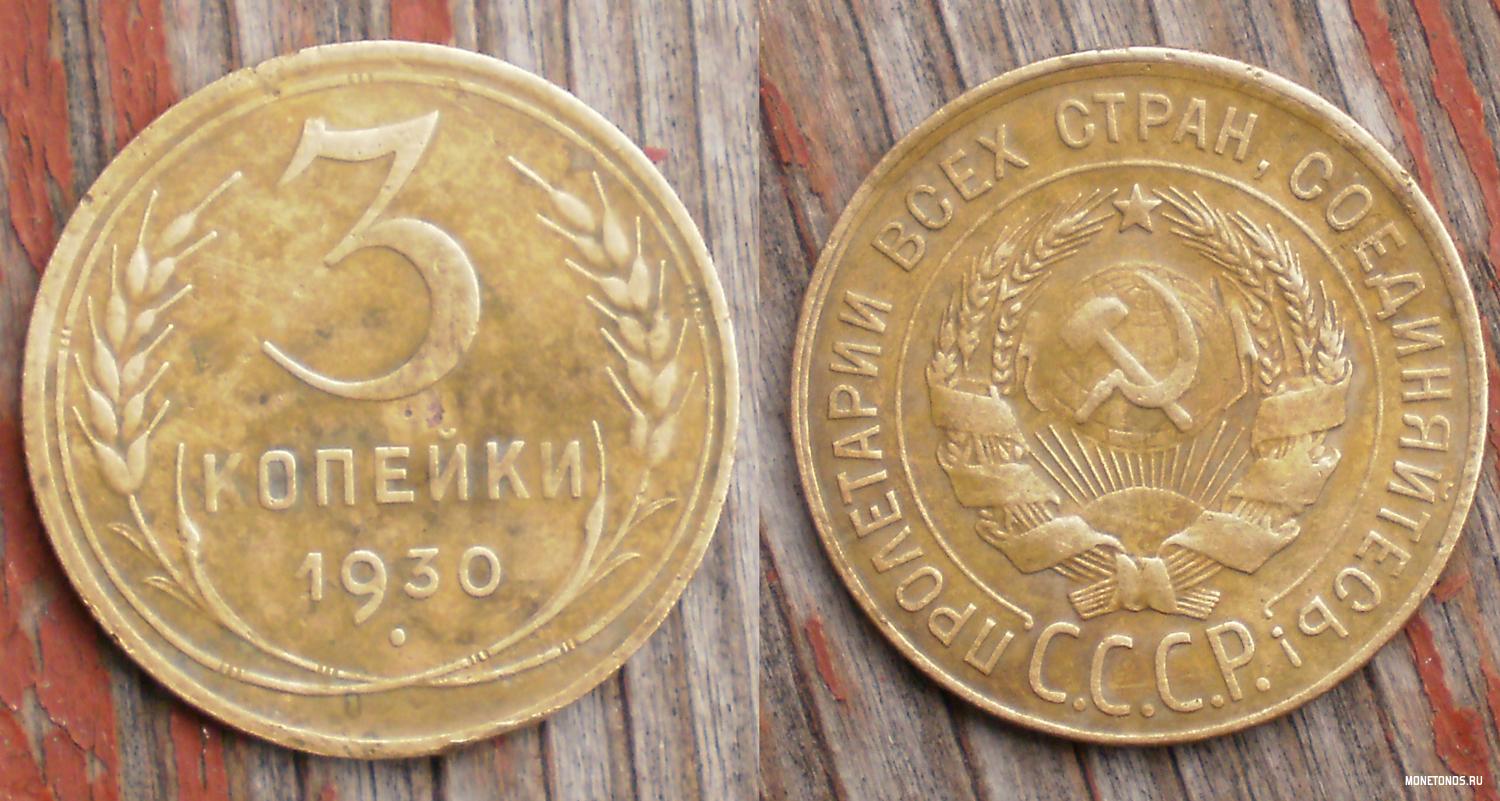 3
КОПЕЙКИ
1930
ПРОЛЕТАРИИ ВСЕХ СТРАН, СОЕДИНЯЙТЕСЬ!
С.С.С.Р.
MONETONOS.RU